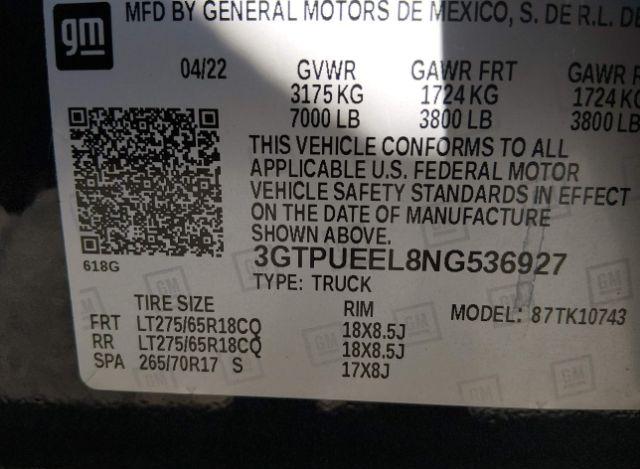 MFD BY GENERAL MOTORS DE MEXICO, S. DE R.L. DE
gm
04/22 GVWR GAWR FRT GAWR
3175 KG 1724 KG 1724 KG
7000 LB 3800 LB 3800 LB
THIS VEHICLE CONFORMS TO ALL
APPLICABLE U.S. FEDERAL MOTOR
VEHICLE SAFETY STANDARDS IN EFFECT
ON THE DATE OF MANUFACTURE
SHOWN ABOVE.
3GTPUEEL8NG536927
618G
TYPE: TRUCK
TIRE SIZE RIM MODEL: 87TK10743
FRT LT275/65R18CQ 18X8.5J
RR LT275/65R18CQ 18X8.5J
SPA 265/70R17 S 17X8J